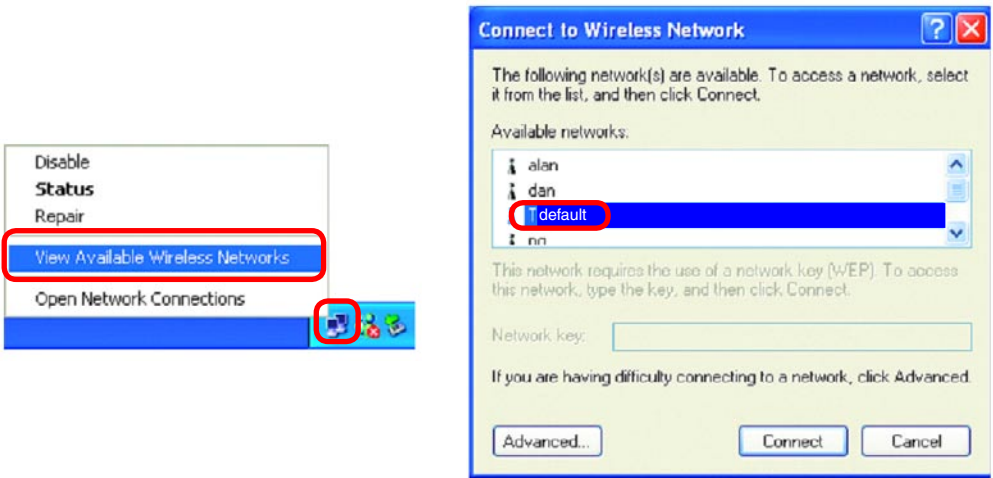 Disable
Status
Repair
View Available Wireless Networks
Open Network Connections
Connect to Wireless Network
The following network(s) are available. To access a network, select
it from the list, and then click Connect.
Available networks:
alan
dan
default
This network requires the use of a network key (WEP). To access
this network, type the key, and then click Connect.
Network key:
If you are having difficulty connecting to a network, click Advanced.
Advanced...
Connect
Cancel